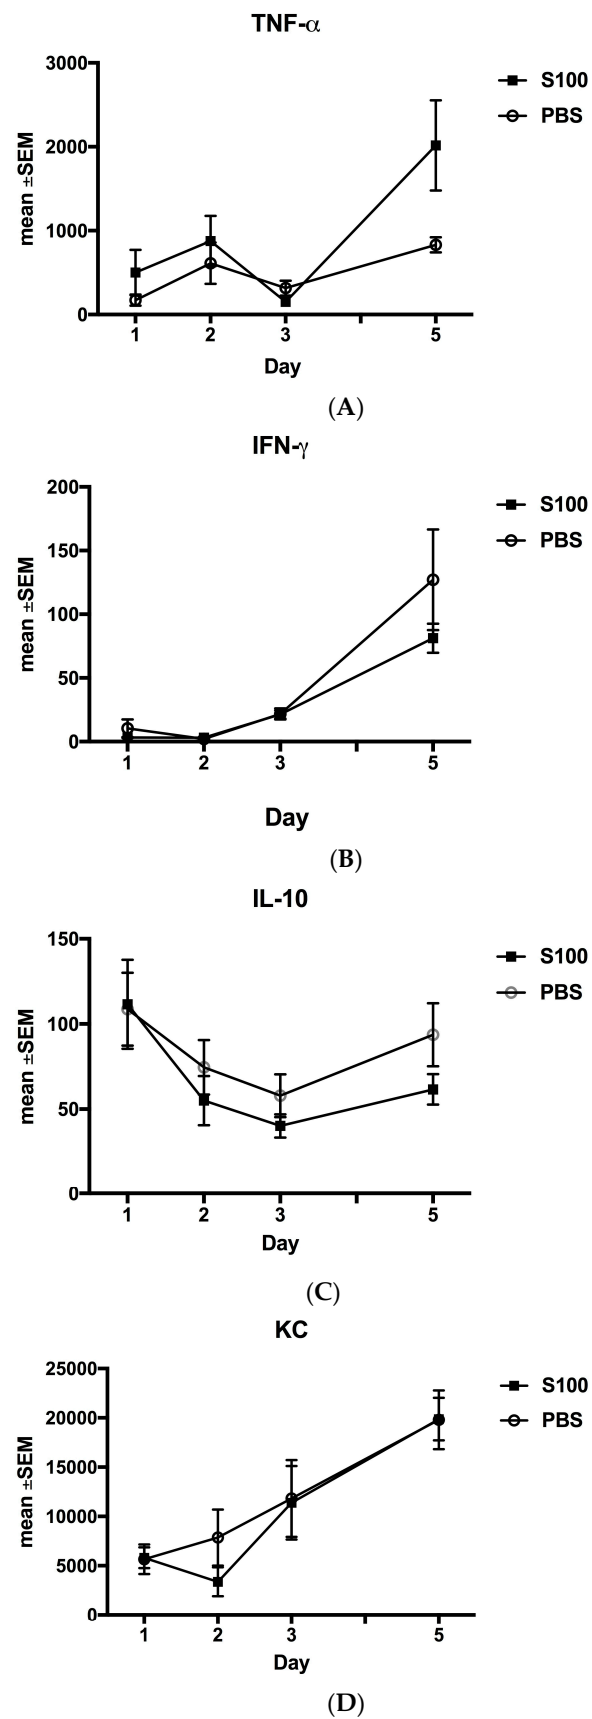 TNF-α
3000
2000
1000
0
mean ±SEM
1 2 3 5
Day
S100
PBS
(A)
IFN-γ
200
150
100
50
0
mean ±SEM
1 2 3 5
Day
S100
PBS
(B)
IL-10
150
100
50
0
mean ±SEM
1 2 3 5
Day
S100
PBS
(C)
KC
25000
20000
15000
10000
5000
0
mean ±SEM
1 2 3 5
Day
S100
PBS
(D)